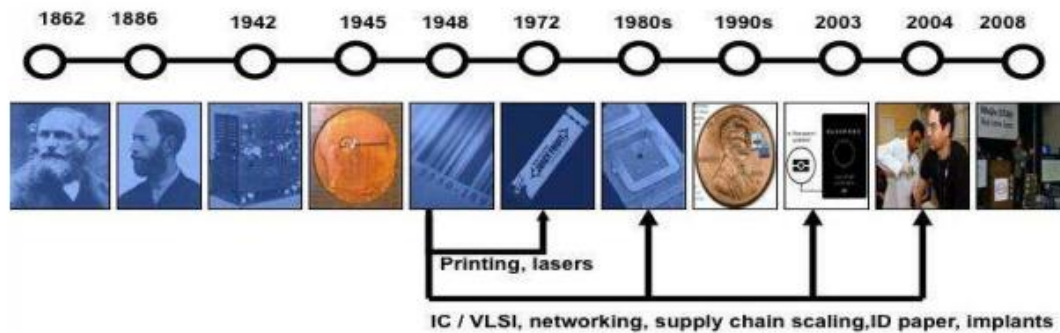 1862 1886 1942 1945 1948 1972 1980s 1990s 2003 2004 2008
PASSPORT
Printing, lasers
IC / VLSI, networking, supply chain scaling,ID paper, implants